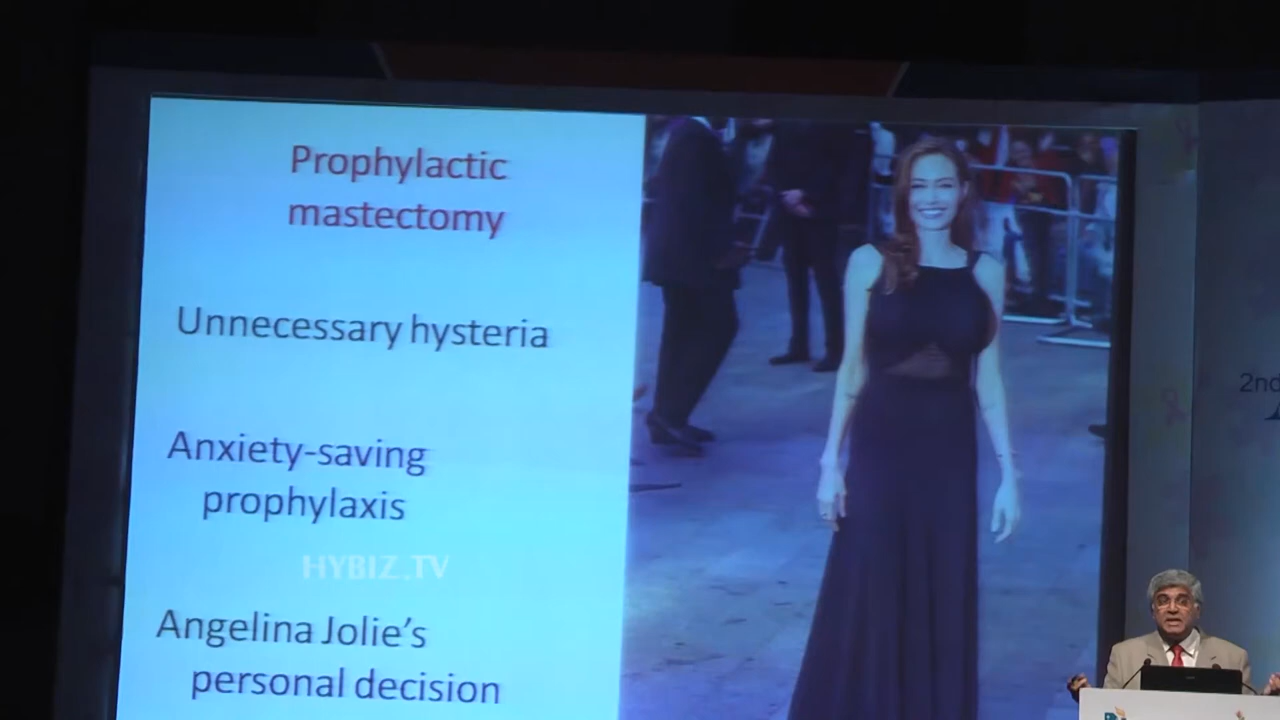 Prophylactic
mastectomy
Unnecessary hysteria
Anxiety-saving
prophylaxis
HYBIZ.TV
Angelina Jolie's
personal decision
2nd